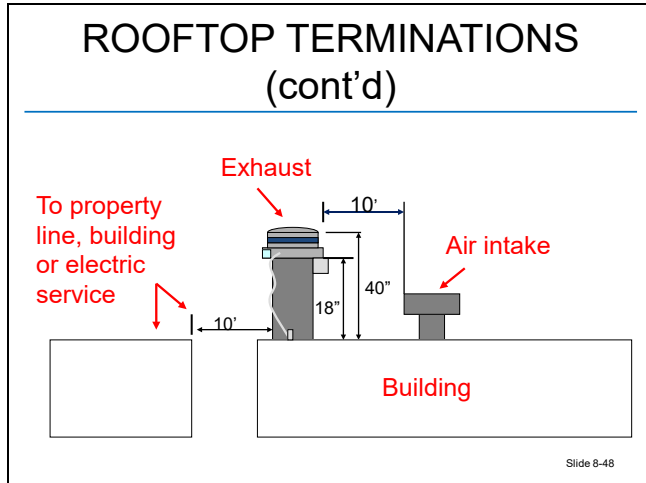 ROOFTOP TERMINATIONS
(cont’d)
Exhaust
To property
line, building
or electric
service
10’
Air intake
40”
18”
10’
Building
Slide 8-48